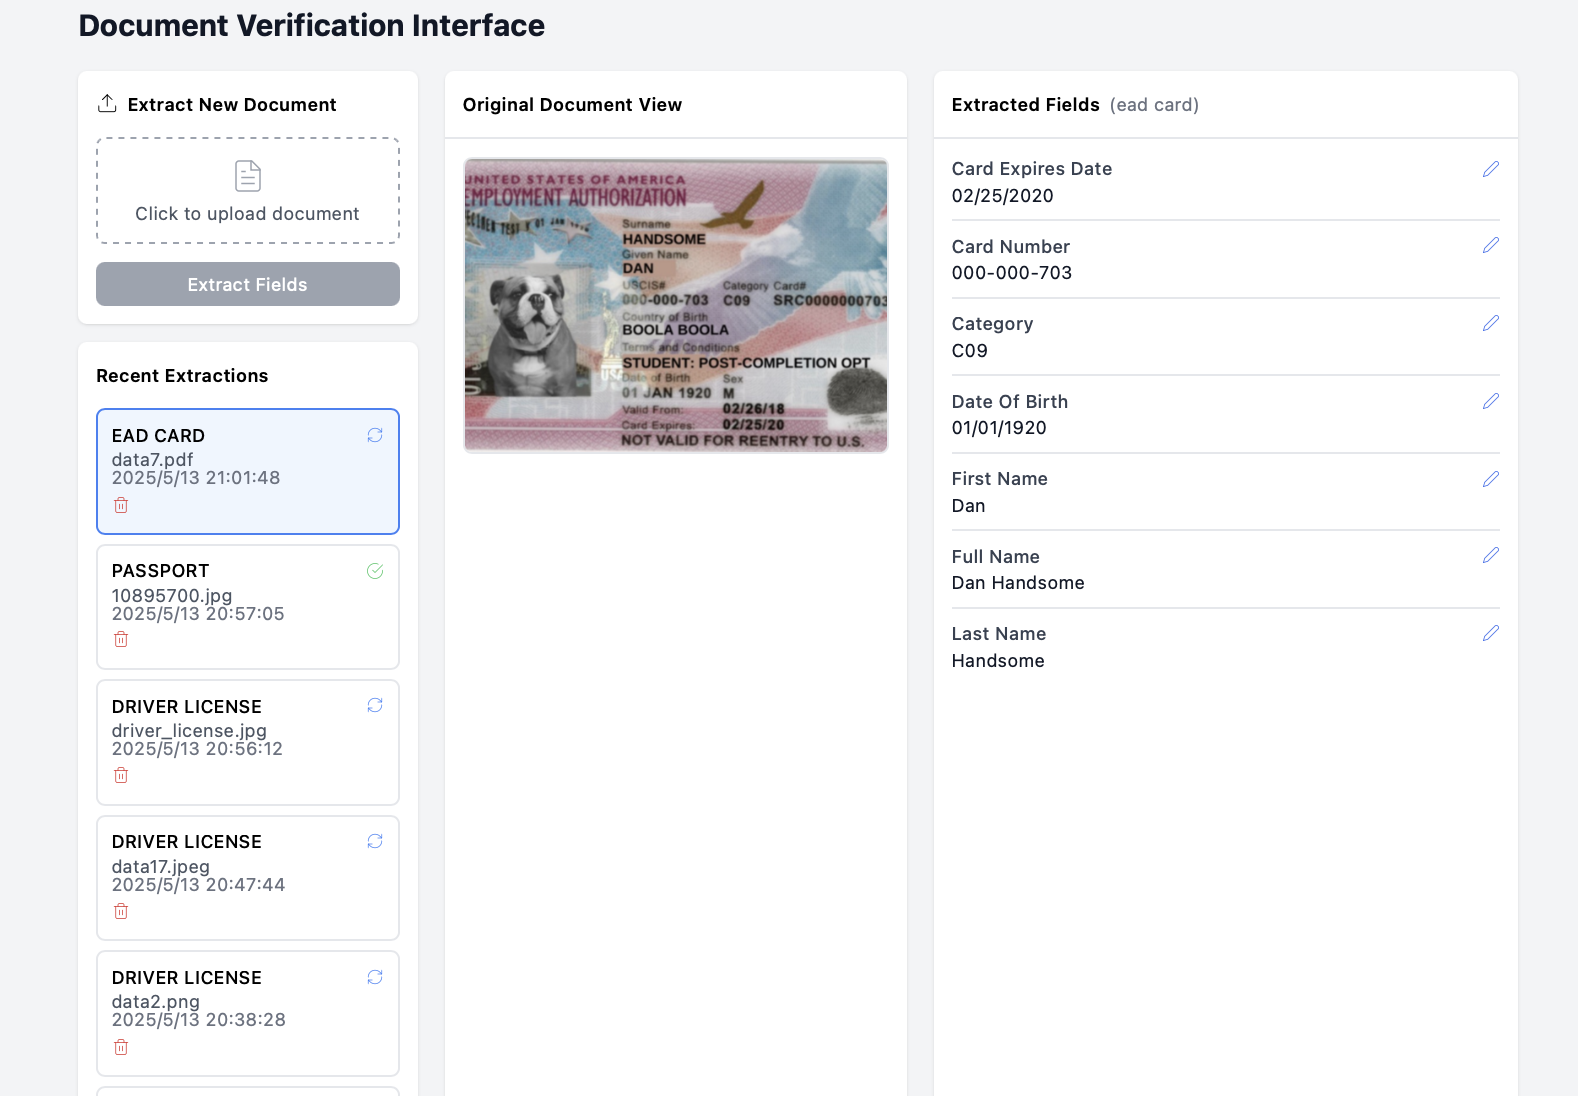 Document Verification Interface
Extract New Document
Click to upload document
Extract Fields
Recent Extractions
EAD CARD
data7.pdf
2025/5/13 21:01:48
PASSPORT
10895700.jpg
2025/5/13 20:57:05
DRIVER LICENSE
driver_license.jpg
2025/5/13 20:56:12
DRIVER LICENSE
data17.jpeg
2025/5/13 20:47:44
DRIVER LICENSE
data2.png
2025/5/13 20:38:28
Original Document View
UNITED STATES OF AMERICA
EMPLOYMENT AUTHORIZATION
Surname
HANDSOME
Given Name
DAN
USCIS# Category Card#
000-000-703 C09 SRC0000000703
Country of Birth
BOOLA BOOLA
Terms and Conditions
STUDENT: POST-COMPLETION OPT
Date of Birth Sex
01 JAN 1920 M
Valid From: 02/26/18
Card Expires: 02/25/20
NOT VALID FOR REENTRY TO U.S.
Extracted Fields (ead card)
Card Expires Date
02/25/2020
Card Number
000-000-703
Category
C09
Date Of Birth
01/01/1920
First Name
Dan
Full Name
Dan Handsome
Last Name
Handsome